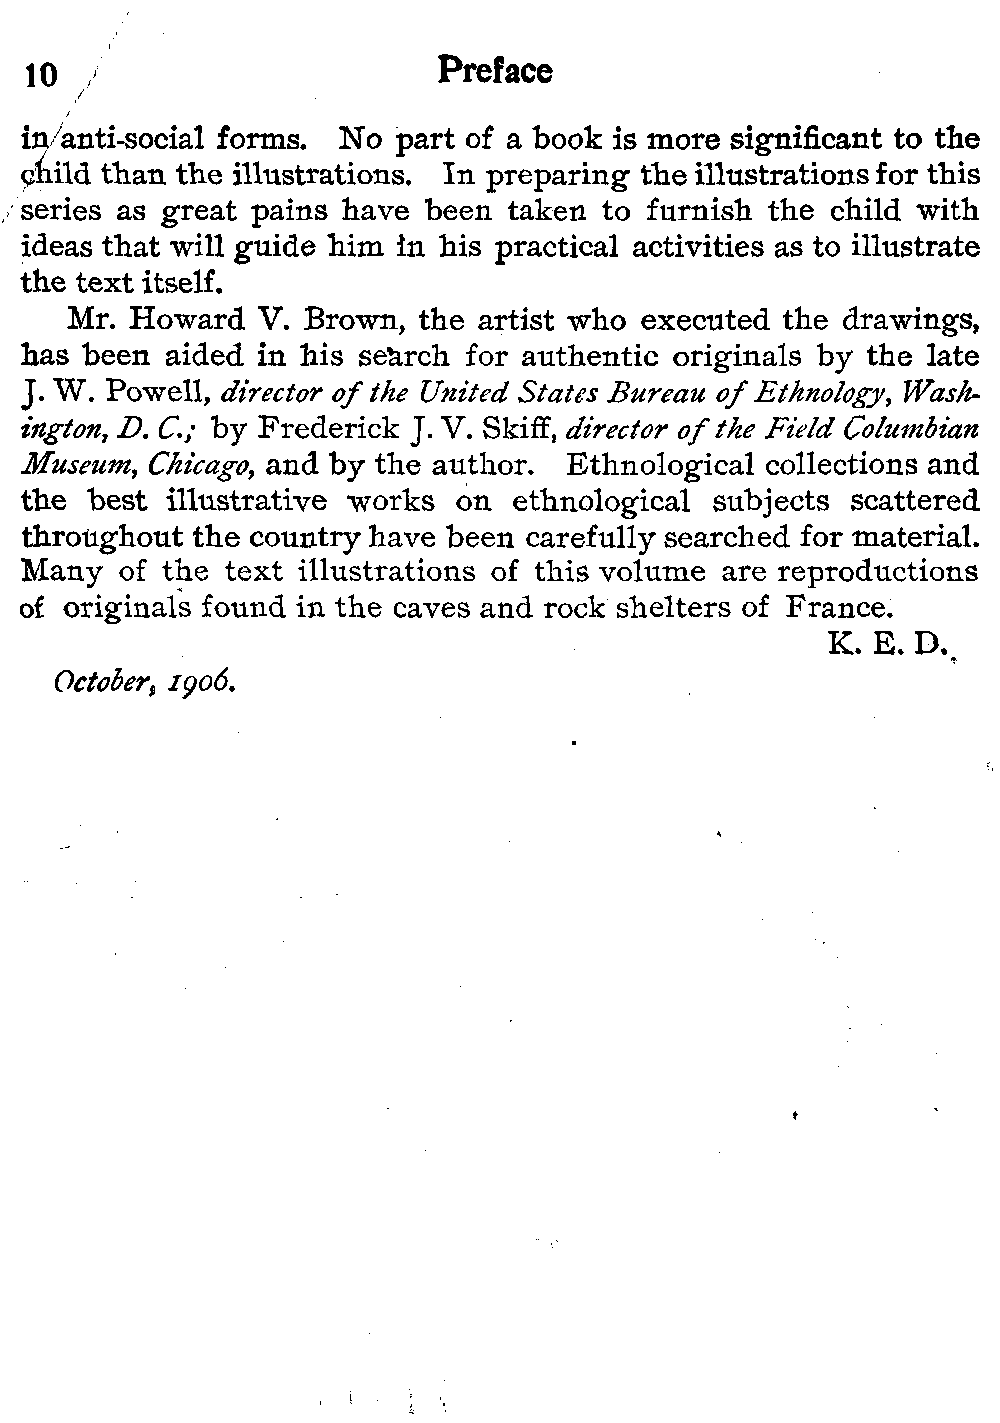 10 Preface
in anti-social forms. No part of a book is more significant to the
child than the illustrations. In preparing the illustrations for this
series as great pains have been taken to furnish the child with
ideas that will guide him in his practical activities as to illustrate
the text itself.
Mr. Howard V. Brown, the artist who executed the drawings,
has been aided in his search for authentic originals by the late
J. W. Powell, director of the United States Bureau of Ethnology, Wash-
ington, D. C.; by Frederick J. V. Skiff, director of the Field Columbian
Museum, Chicago, and by the author. Ethnological collections and
the best illustrative works on ethnological subjects scattered
throughout the country have been carefully searched for material.
Many of the text illustrations of this volume are reproductions
of originals found in the caves and rock shelters of France.
K. E. D.
October, 1906.